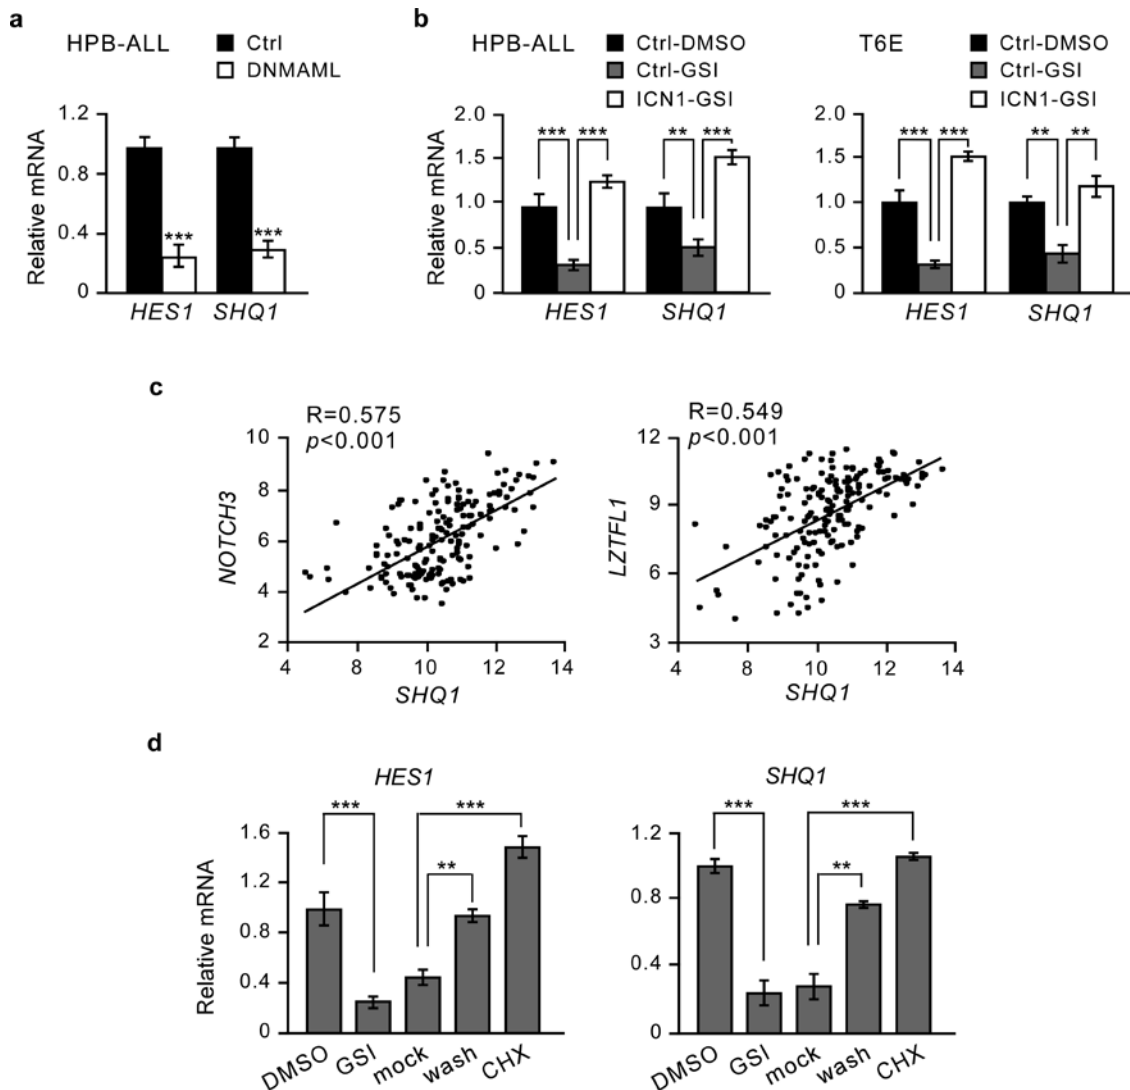 a
HPB-ALL
Ctrl
DNMAML
Relative mRNA
1.2
0.8
0.4
0
***
***
HES1 SHQ1
b
HPB-ALL
Ctrl-DMSO
Ctrl-GSI
ICN1-GSI
Relative mRNA
2.0
1.5
1.0
0.5
0
*** *** ** ***
HES1 SHQ1
T6E
Ctrl-DMSO
Ctrl-GSI
ICN1-GSI
2.0
1.5
1.0
0.5
0
*** *** ** **
HES1 SHQ1
c
R=0.575
p<0.001
NOTCH3
10
8
6
4
2
4 6 8 10 12 14
SHQ1
R=0.549
p<0.001
LZTFL1
12
9
6
3
4 6 8 10 12 14
SHQ1
d
HES1
Relative mRNA
1.6
1.2
0.8
0.4
0
*** ***
**
DMSO GSI mock wash CHX
SHQ1
1.2
0.8
0.4
0
*** ***
**
DMSO GSI mock wash CHX